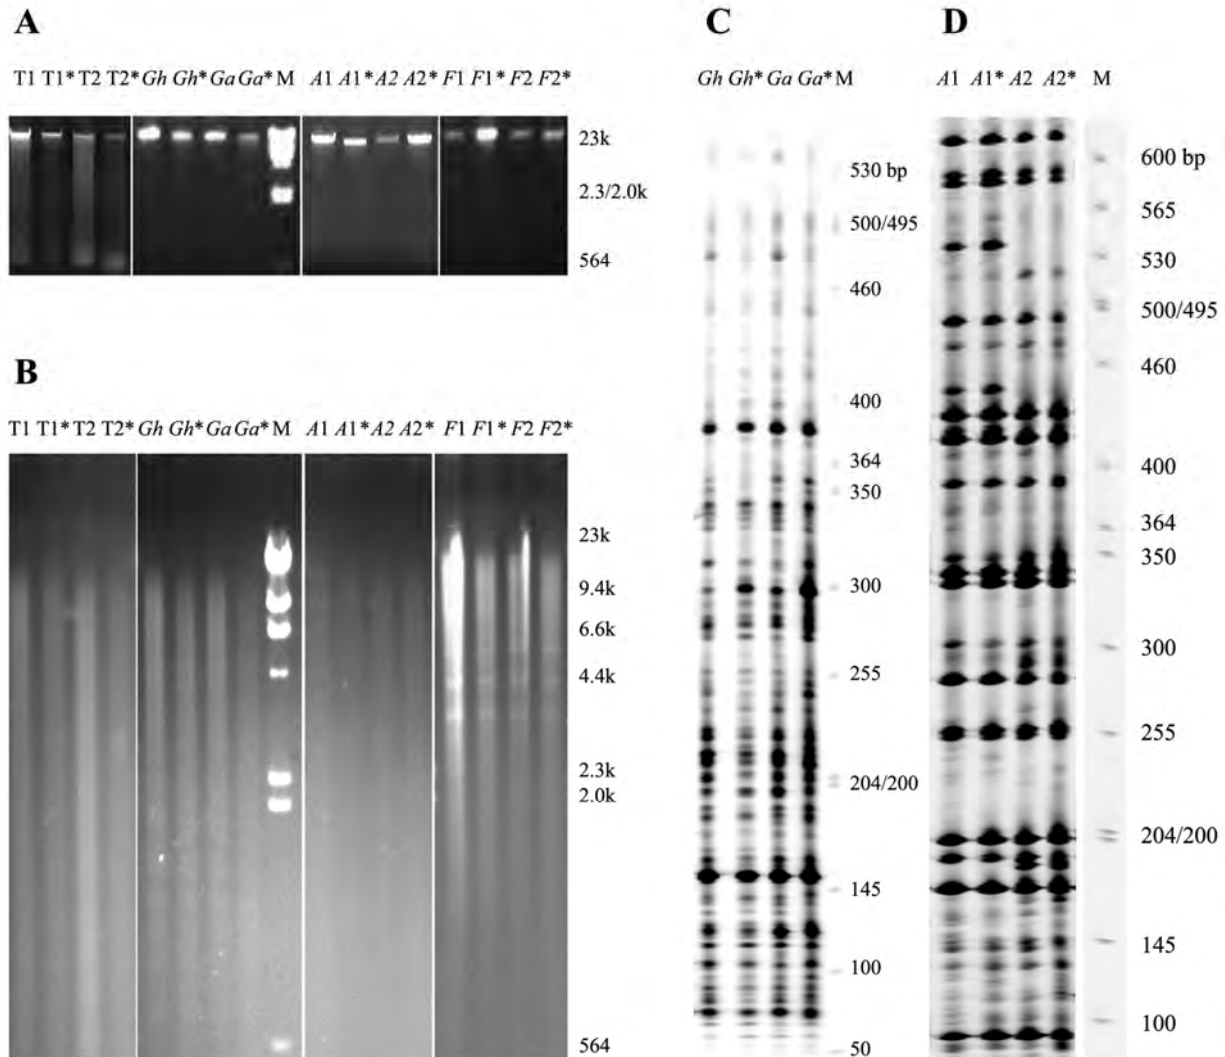 A
T1 T1* T2 T2* Gh Gh* Ga Ga* M A1 A1* A2 A2* F1 F1* F2 F2*
23k
2.3/2.0k
564
B
T1 T1* T2 T2* Gh Gh* Ga Ga* M A1 A1* A2 A2* F1 F1* F2 F2*
23k
9.4k
6.6k
4.4k
2.3k
2.0k
564
C
Gh Gh* Ga Ga* M
530 bp
500/495
460
400
364
350
300
255
204/200
145
100
50
D
A1 A1* A2 A2* M
600 bp
565
530
500/495
460
400
364
350
300
255
204/200
145
100